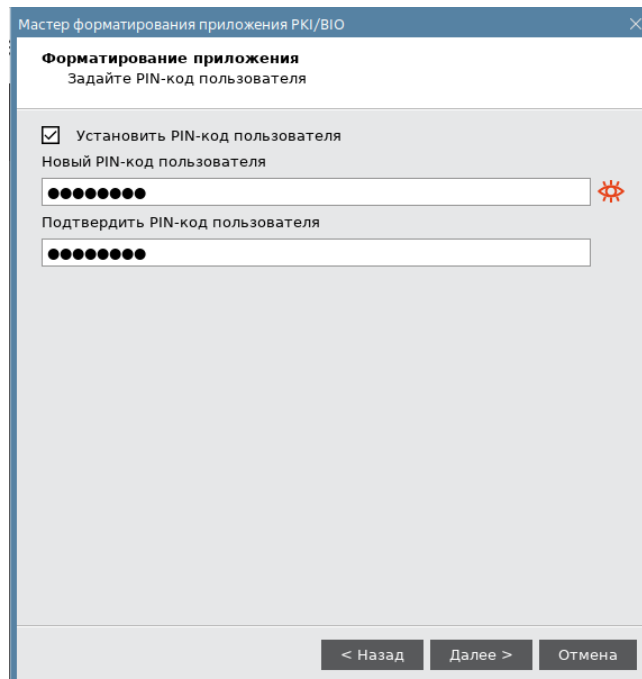 Мастер форматирования приложения PKI/BIO
Форматирование приложения
Задайте PIN-код пользователя
Установить PIN-код пользователя
Новый PIN-код пользователя
●●●●●●●●
Подтвердить PIN-код пользователя
●●●●●●●●
< Назад Далее > Отмена